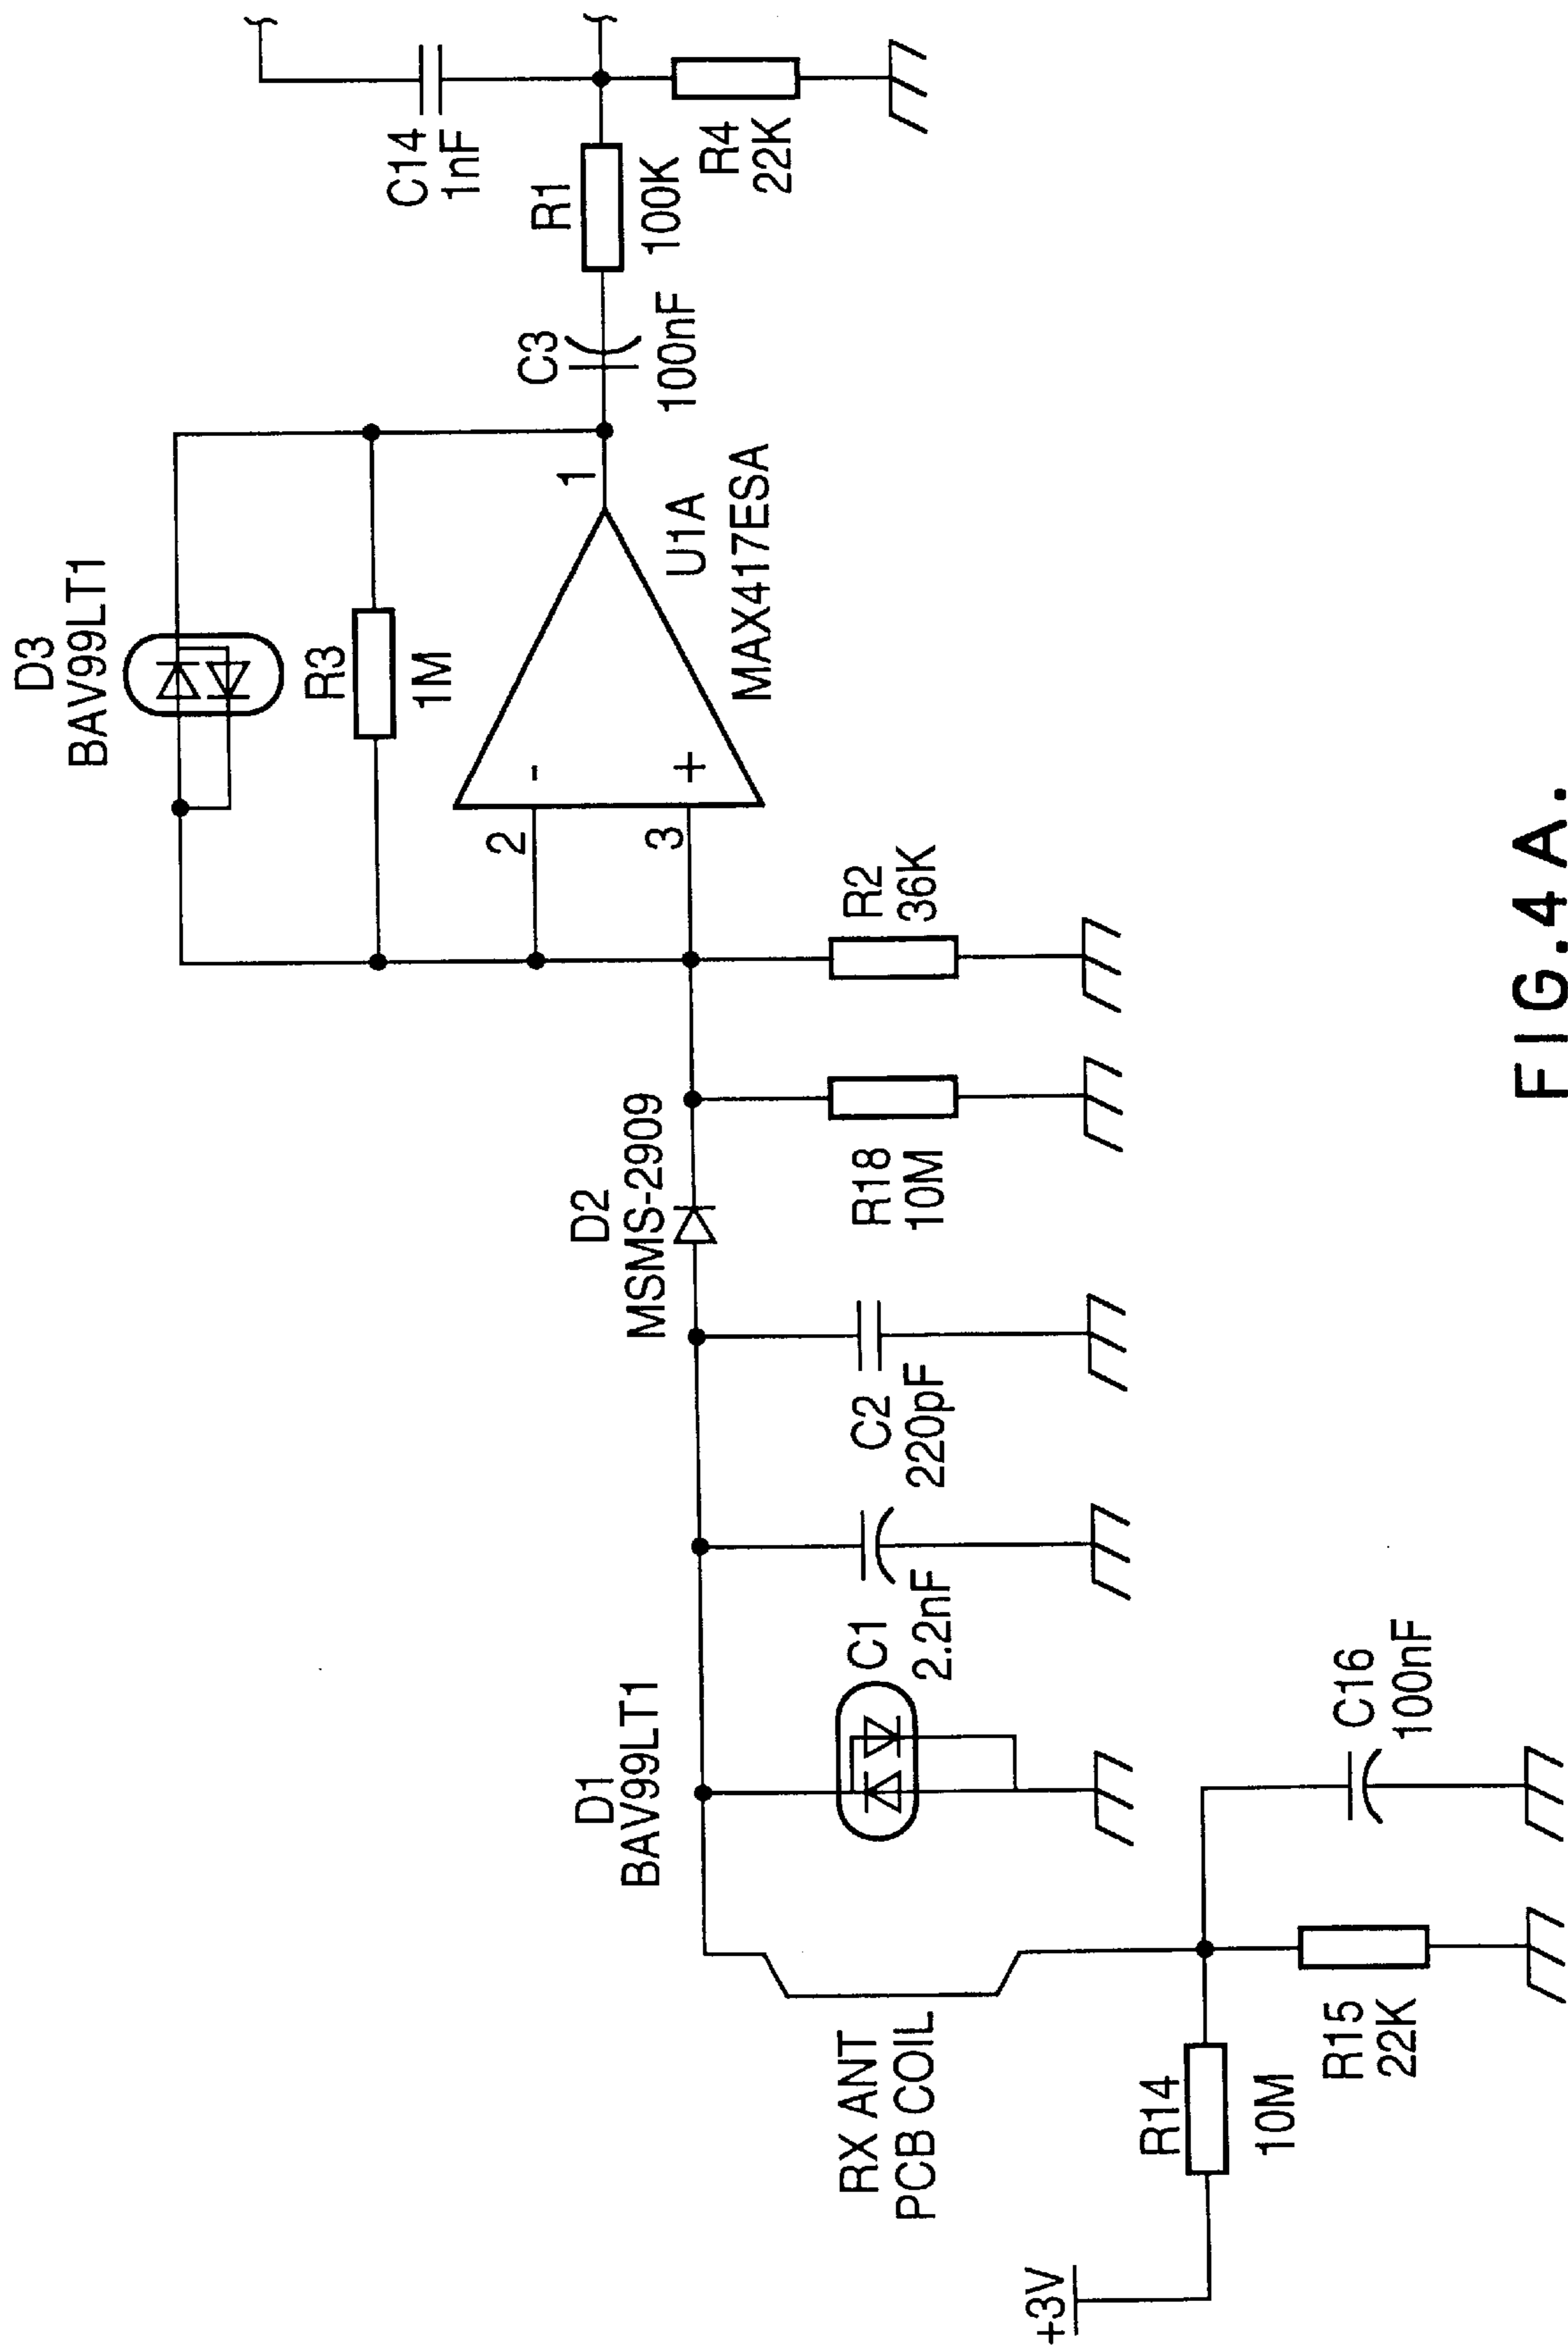 D3
BAV99LT1
R3
1M
C14
1nF
R1
100K
R4
22K
C3
100nF
1
U1A
MAX417ESA
-
+
2
3
R2
36K
D2
MSMS-2909
R18
10M
C2
220pF
C1
2.2nF
D1
BAV99LT1
RX ANT
PCB COIL
C16
100nF
R15
22K
R14
10M
+3V
FIG.4A.